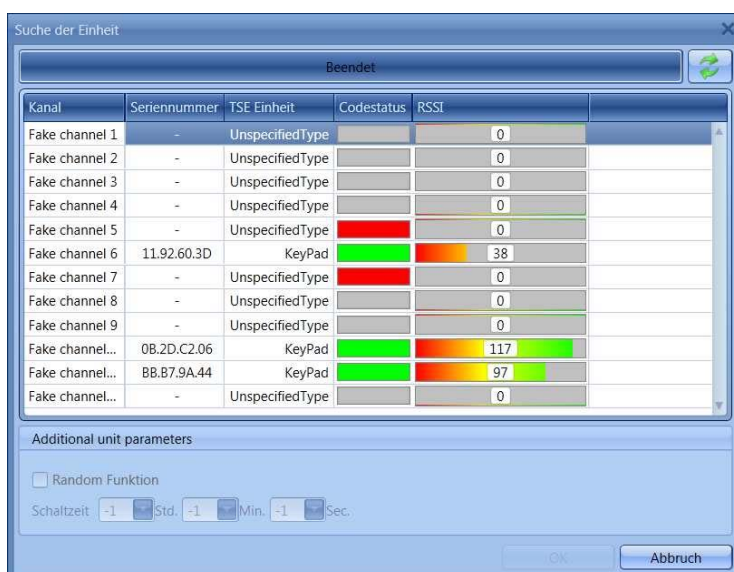 Suche der Einheit
Beendet
Kanal Seriennummer TSE Einheit Codestatus RSSI
Fake channel 1 - UnspecifiedType 0
Fake channel 2 - UnspecifiedType 0
Fake channel 3 - UnspecifiedType 0
Fake channel 4 - UnspecifiedType 0
Fake channel 5 - UnspecifiedType 0
Fake channel 6 11.92.60.3D KeyPad 38
Fake channel 7 - UnspecifiedType 0
Fake channel 8 - UnspecifiedType 0
Fake channel 9 - UnspecifiedType 0
Fake channel... 0B.2D.C2.06 KeyPad 117
Fake channel... BB.B7.9A.44 KeyPad 97
Fake channel... - UnspecifiedType 0
Additional unit parameters
Random Funktion
Schaltzeit -1 Std. -1 Min. -1 Sec.
OK Abbruch